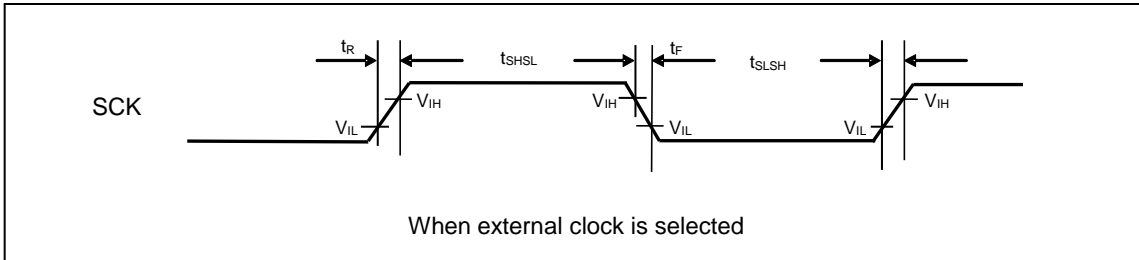 tR tSHSL tF tSLSH
SCK
VIH VIH VIH
VIL VIL VIL
When external clock is selected